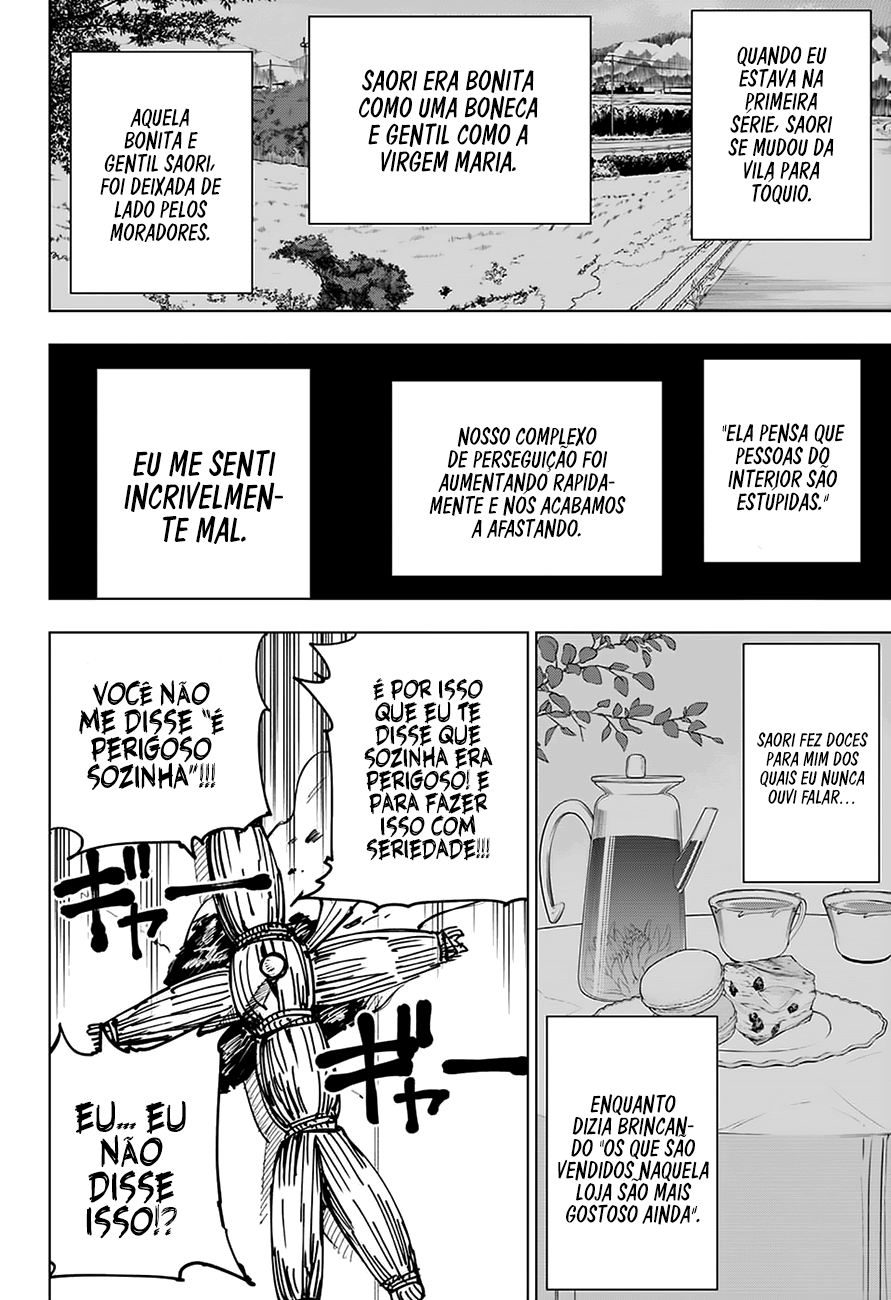 QUANDO EU
ESTAVA NA
PRIMEIRA
SERIE, SAORI
SE MUDOU DA
VILA PARA
TOQUIO.
SAORI ERA BONITA
COMO UMA BONECA
E GENTIL COMO A
VIRGEM MARIA.
AQUELA
BONITA E
GENTIL SAORI,
FOI DEIXADA DE
LADO PELOS
MORADORES.
"ELA PENSA QUE
PESSOAS DO
INTERIOR SÃO
ESTUPIDAS."
NOSSO COMPLEXO
DE PERSEGUIÇÃO FOI
AUMENTANDO RAPIDA-
MENTE E NÓS ACABAMOS
A AFASTANDO.
EU ME SENTI
INCRIVELMEN-
TE MAL.
SAORI FEZ DOCES
PARA MIM DOS
QUAIS EU NUNCA
OUVI FALAR...
ENQUANTO
DIZIA BRINCAN-
DO "OS QUE SÃO
VENDIDOS NAQUELA
LOJA SÃO MAIS
GOSTOSO AINDA".
É POR ISSO
QUE EU TE
DISSE QUE
SOZINHA ERA
PERIGOSO! E
PARA FAZER
ISSO COM
SERIEDADE!!!
VOCÊ NÃO
ME DISSE "É
PERIGOSO
SOZINHA"!!!
ギャー
ギャー
EU... EU
NÃO
DISSE
ISSO!?